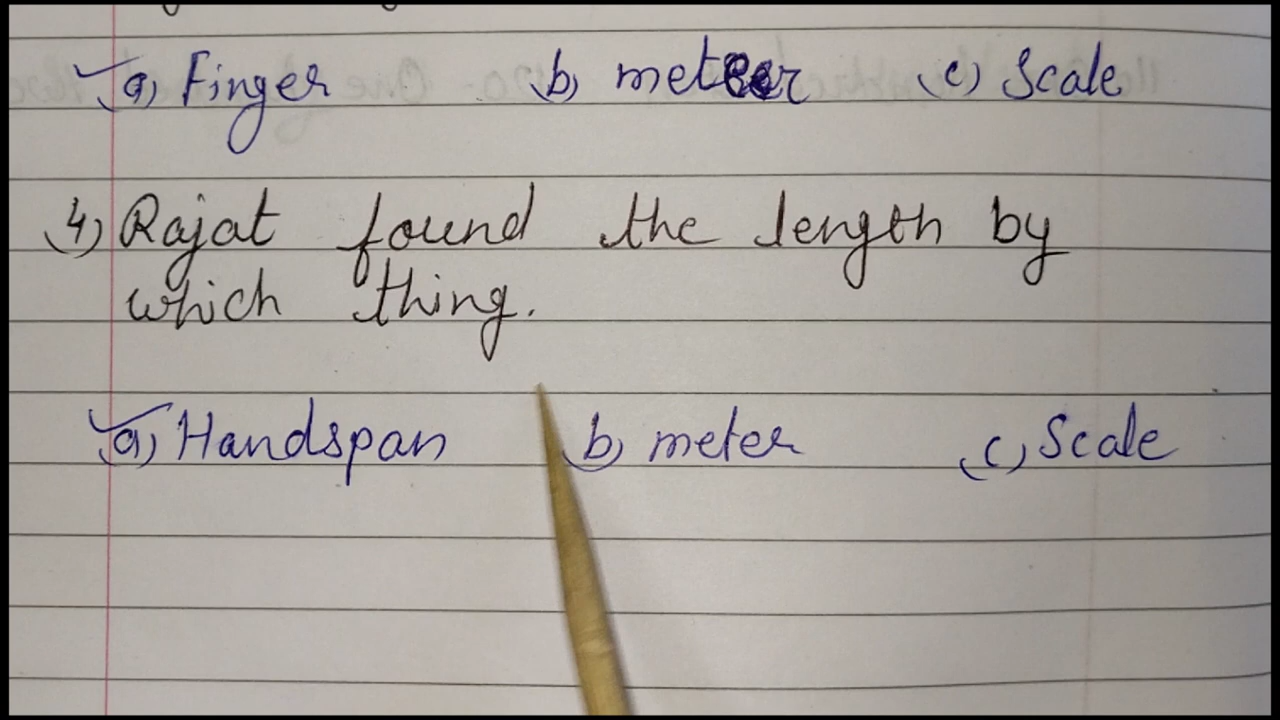 a) Finger b) meter c) Scale
4) Rajat found the length by
which thing.
a) Handspan b) meter c) Scale